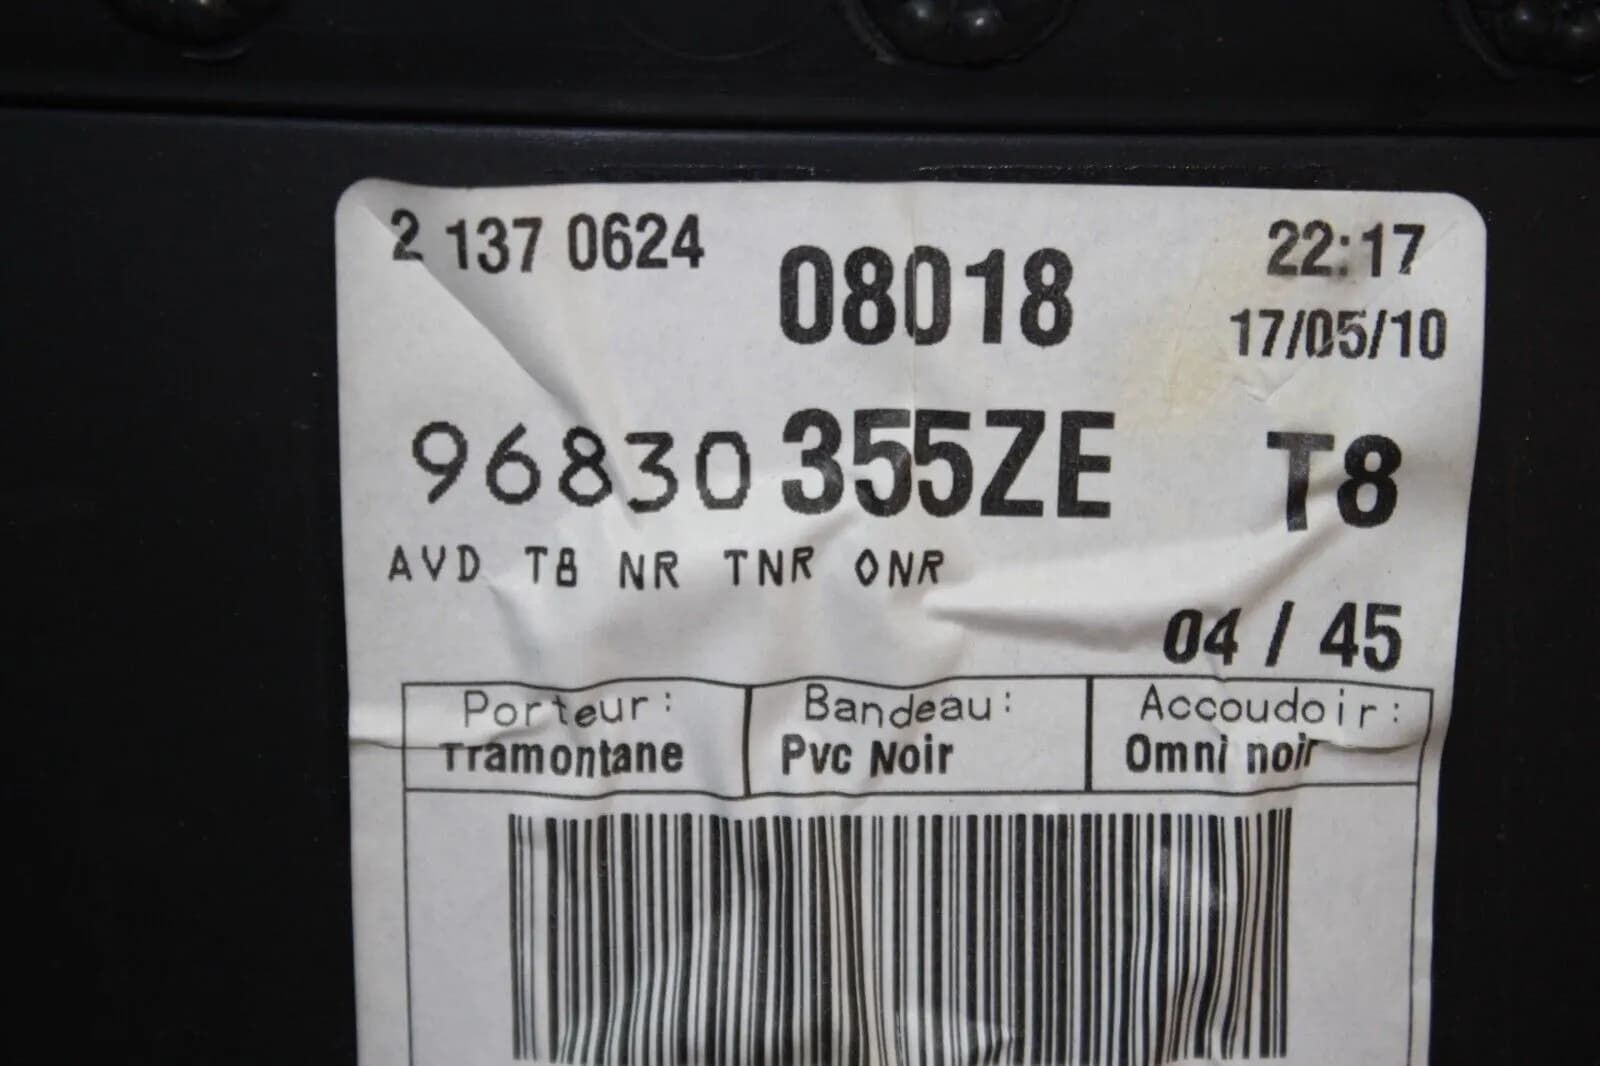 2 137 0624 08018 22:17
17/05/10
96830 355ZE T8
AVD T8 NR TNR ONR
04 / 45
Porteur: Bandeau: Accoudoir:
Tramontane Pvc Noir Omni noir